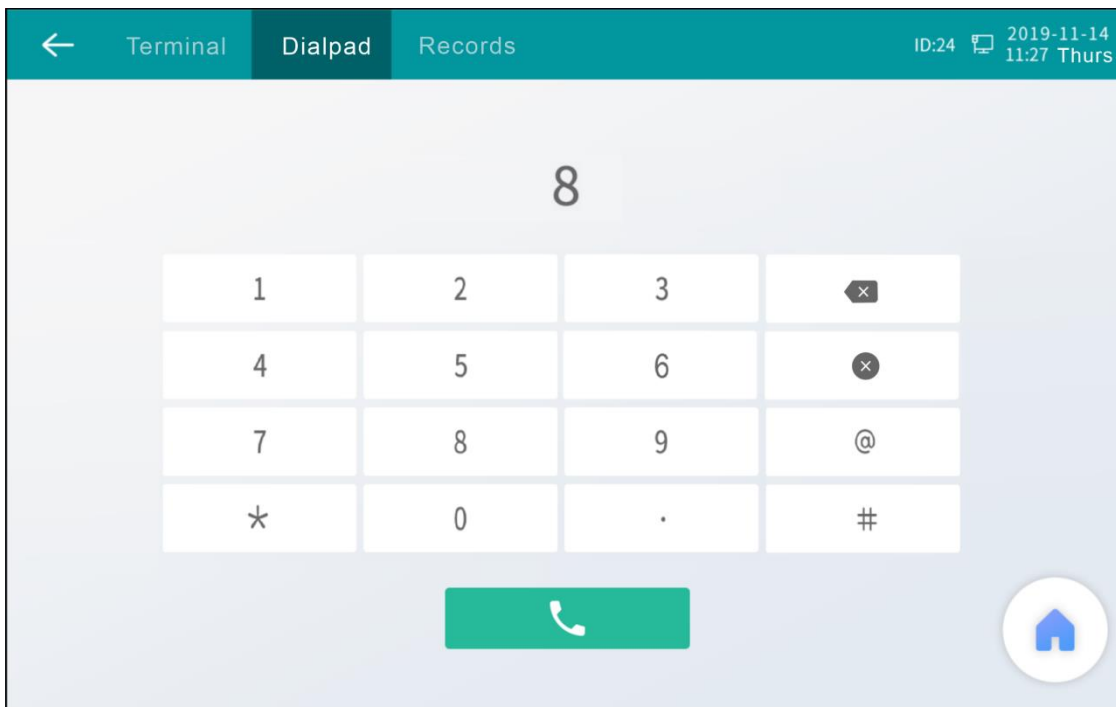 Terminal Dialpad Records ID:24 2019-11-14
11:27 Thurs
8
1 2 3
4 5 6
7 8 9 @
* 0 . #